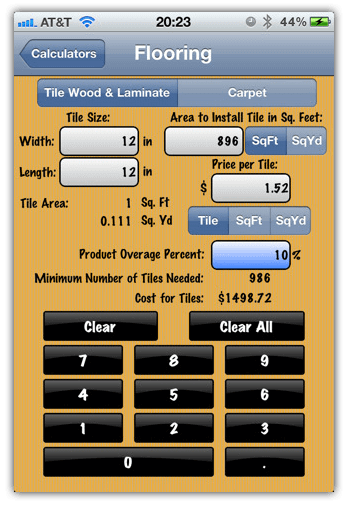 AT&T 20:23 44%
Calculators Flooring
Tile Wood & Laminate Carpet
Tile Size: Area to Install Tile in Sq. Feet:
Width: 12 in 896 SqFt SqYd
Length: 12 in Price per Tile:
$ 1.52
Tile Area: 1 Sq. Ft
0.111 Sq. Yd Tile SqFt SqYd
Product Overage Percent: 10 %
Minimum Number of Tiles Needed: 986
Cost for Tiles: $1498.72
Clear Clear All
7 8 9
4 5 6
1 2 3
0 .